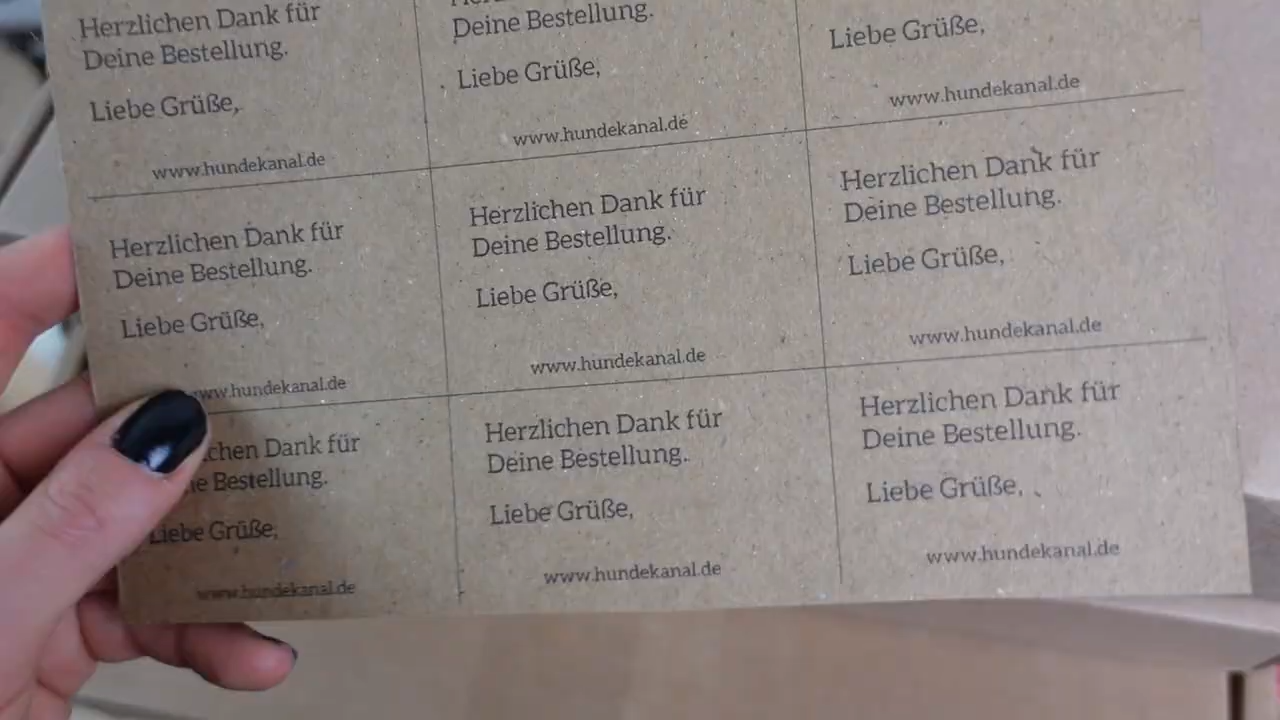 Herzlichen Dank für
Deine Bestellung.
Liebe Grüße,
www.hundekanal.de
Deine Bestellung.
Liebe Grüße,
www.hundekanal.de
Liebe Grüße,
www.hundekanal.de
Herzlichen Dank für
Deine Bestellung.
Liebe Grüße,
www.hundekanal.de
Herzlichen Dank für
Deine Bestellung.
Liebe Grüße,
www.hundekanal.de
Herzlichen Dank für
Deine Bestellung.
Liebe Grüße,
www.hundekanal.de
Dank für
Bestellung.
Liebe Grüße,
www.hundekanal.de
Herzlichen Dank für
Deine Bestellung.
Liebe Grüße,
www.hundekanal.de
Herzlichen Dank für
Deine Bestellung.
Liebe Grüße,
www.hundekanal.de